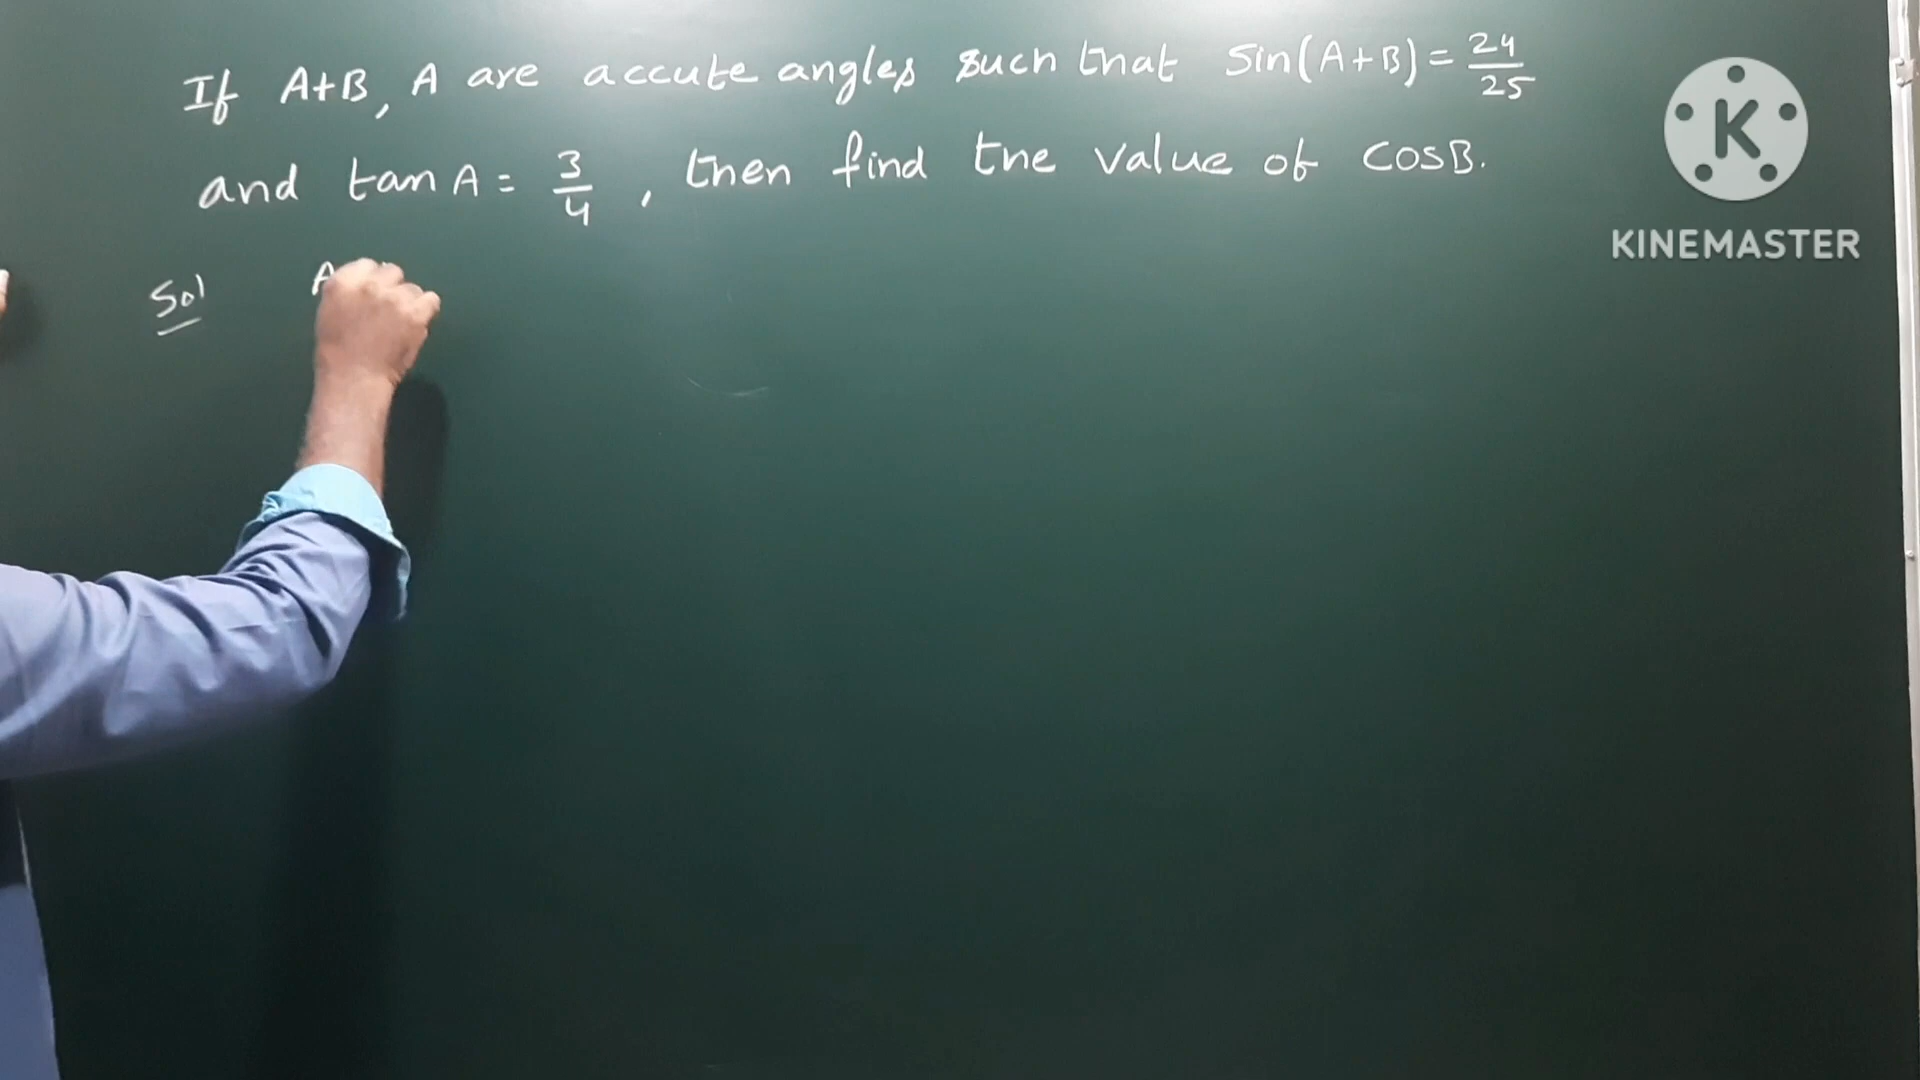 If A+B, A are accute angles such that Sin(A+B) = 24/25
and tan A = 3/4, then find the value of cosB.
Sol A
K
KINEMASTER